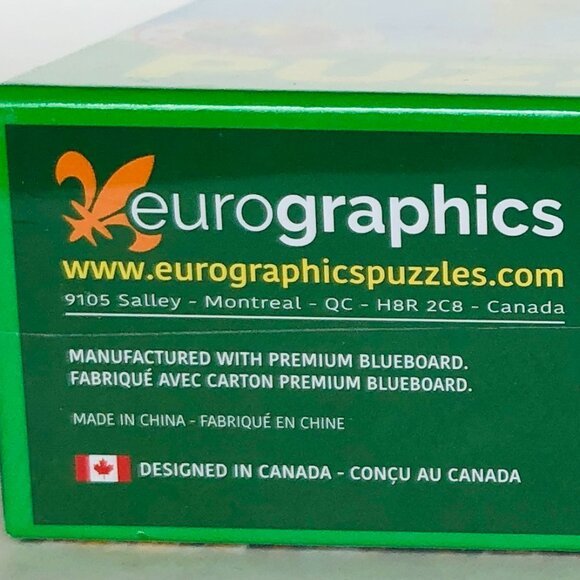 eurographics
www.eurographicspuzzles.com
9105 Salley - Montreal - QC - H8R 2C8 - Canada
MANUFACTURED WITH PREMIUM BLUEBOARD.
FABRIQUÉ AVEC CARTON PREMIUM BLUEBOARD.
MADE IN CHINA - FABRIQUÉ EN CHINE
DESIGNED IN CANADA - CONÇU AU CANADA